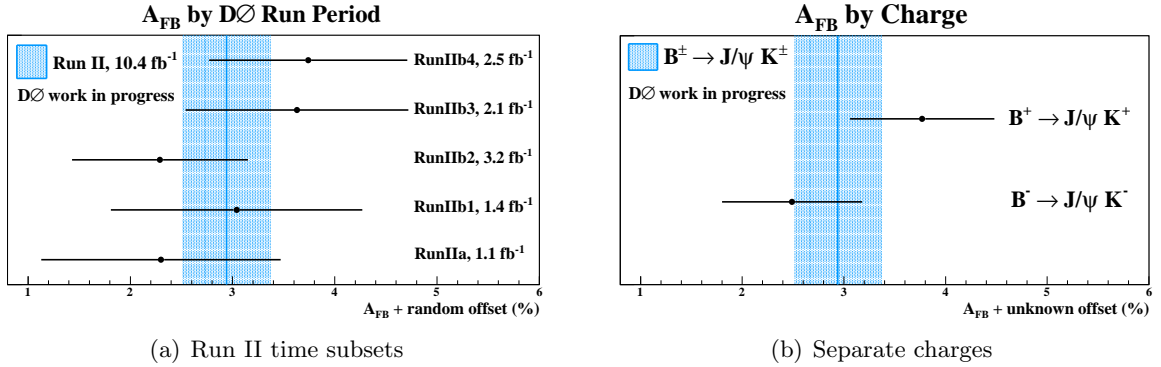 A_FB by DØ Run Period
Run II, 10.4 fb⁻¹
DØ work in progress
RunIIb4, 2.5 fb⁻¹
RunIIb3, 2.1 fb⁻¹
RunIIb2, 3.2 fb⁻¹
RunIIb1, 1.4 fb⁻¹
RunIIa, 1.1 fb⁻¹
1 2 3 4 5 6
A_FB + random offset (%)
(a) Run II time subsets
A_FB by Charge
B^± → J/ψ K^±
DØ work in progress
B⁺ → J/ψ K⁺
B⁻ → J/ψ K⁻
1 2 3 4 5 6
A_FB + unknown offset (%)
(b) Separate charges